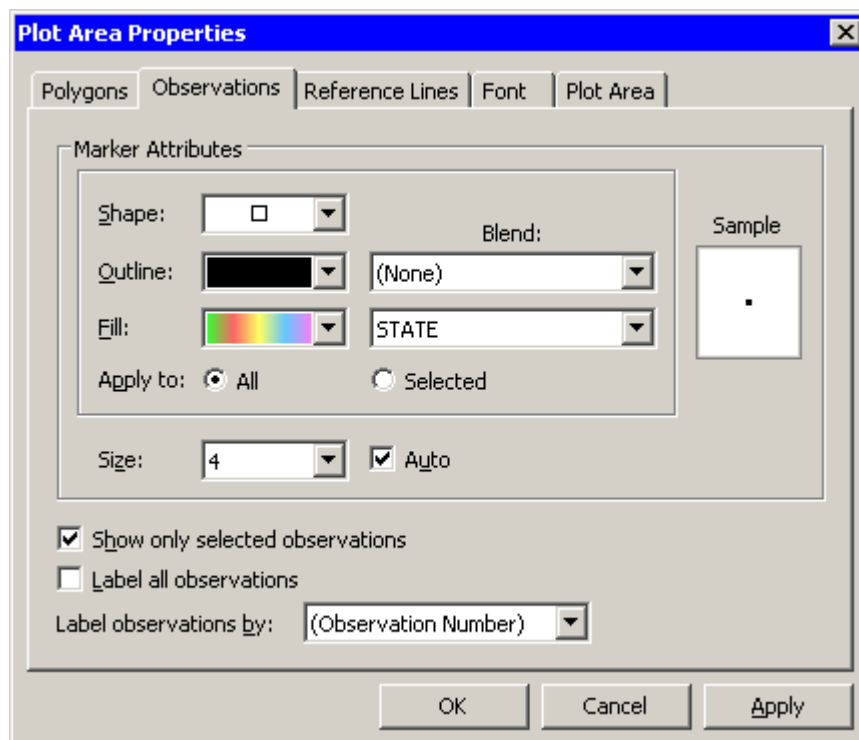 Plot Area Properties
Polygons Observations Reference Lines Font Plot Area
Marker Attributes
Shape:
Blend:
Sample
Outline: (None)
Fill: STATE
Apply to: All Selected
Size: 4 Auto
Show only selected observations
Label all observations
Label observations by: (Observation Number)
OK Cancel Apply